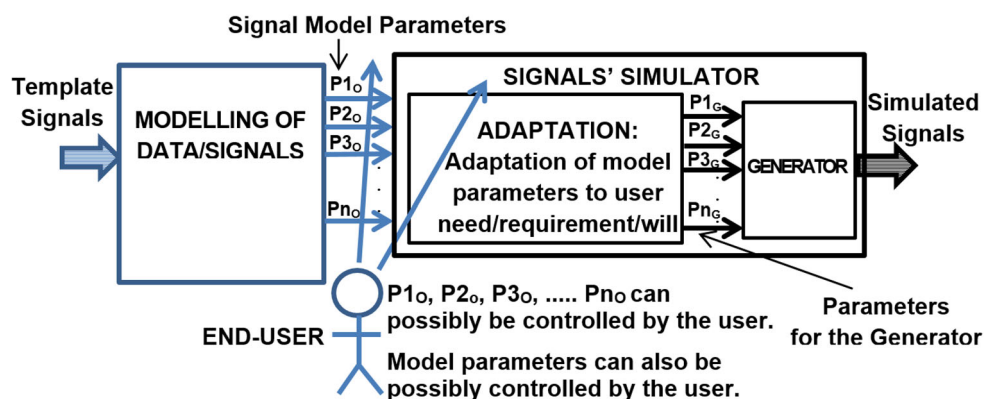 Signal Model Parameters
Template
Signals
MODELLING OF
DATA/SIGNALS
P1O
P2O
P3O
PnO
SIGNALS' SIMULATOR
ADAPTATION:
Adaptation of model
parameters to user
need/requirement/will
P1G
P2G
P3G
PnG
GENERATOR
Simulated
Signals
END-USER
P1O, P2O, P3O, ..... PnO can
possibly be controlled by the user.
Model parameters can also be
possibly controlled by the user.
Parameters
for the Generator